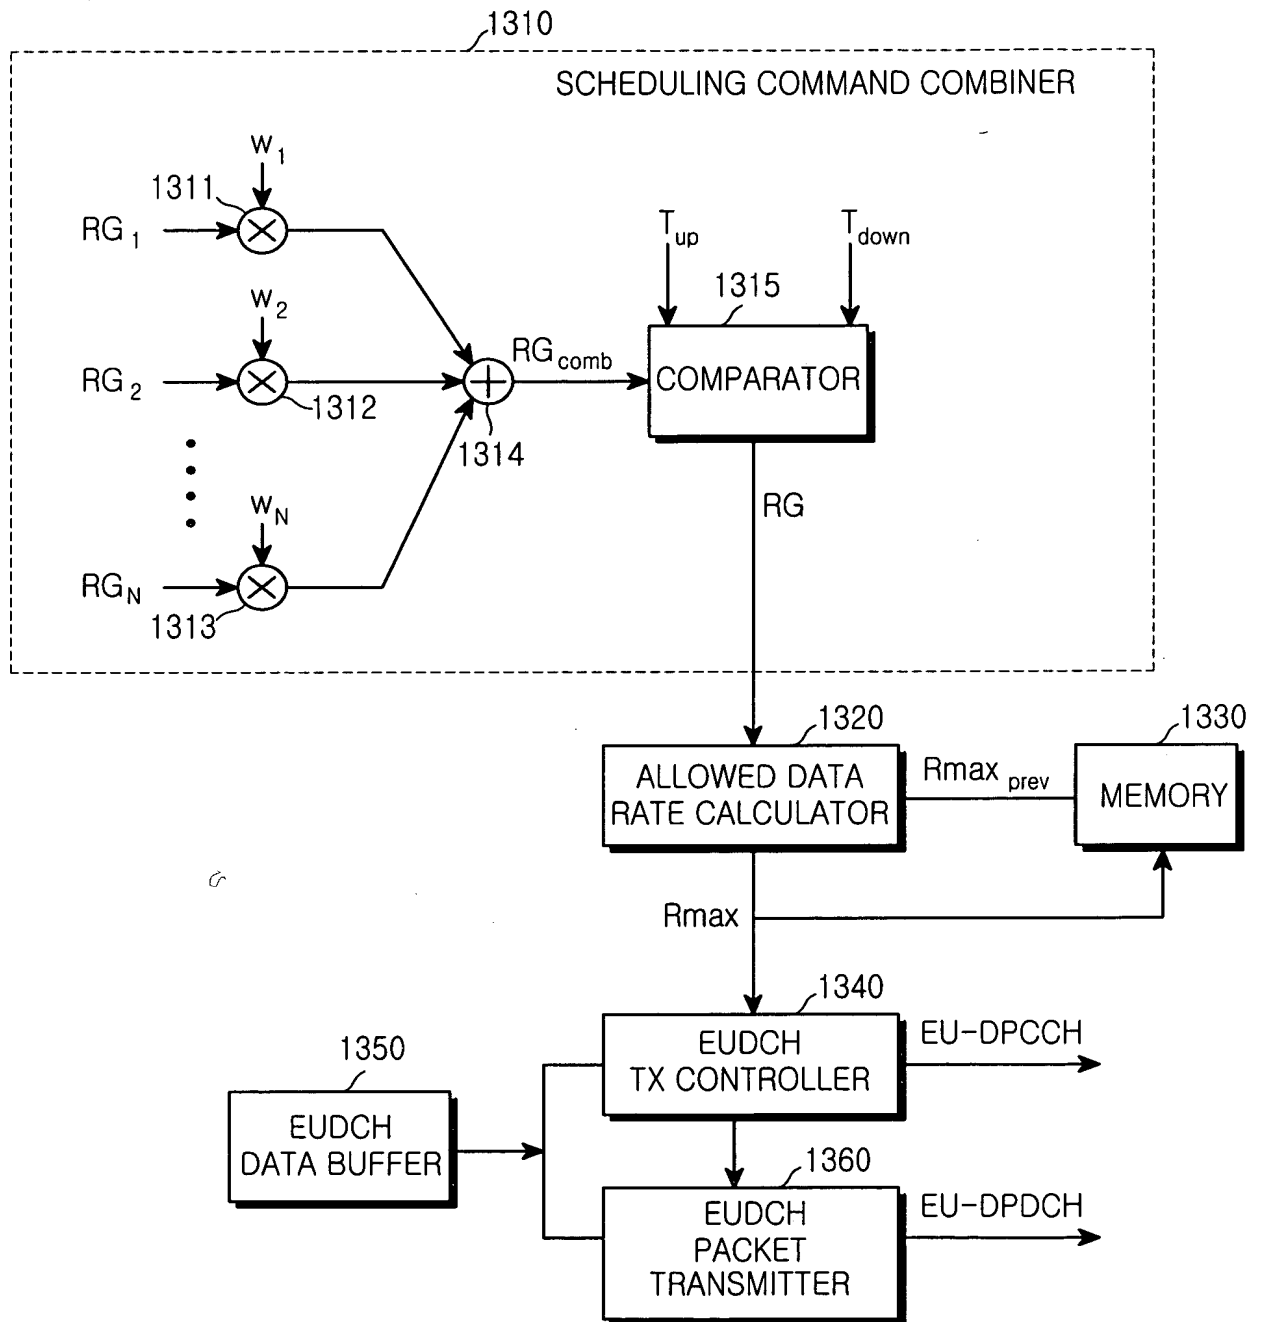 1310
SCHEDULING COMMAND COMBINER
W1
1311
RG1
Tup
Tdown
1315
W2
RG2
1312
RGcomb
COMPARATOR
1314
WN
RG
RGN
1313
1320
1330
ALLOWED DATA
RATE CALCULATOR
Rmax prev
MEMORY
Rmax
1340
EUDCH
TX CONTROLLER
EU-DPCCH
1350
EUDCH
DATA BUFFER
1360
EUDCH
PACKET
TRANSMITTER
EU-DPDCH